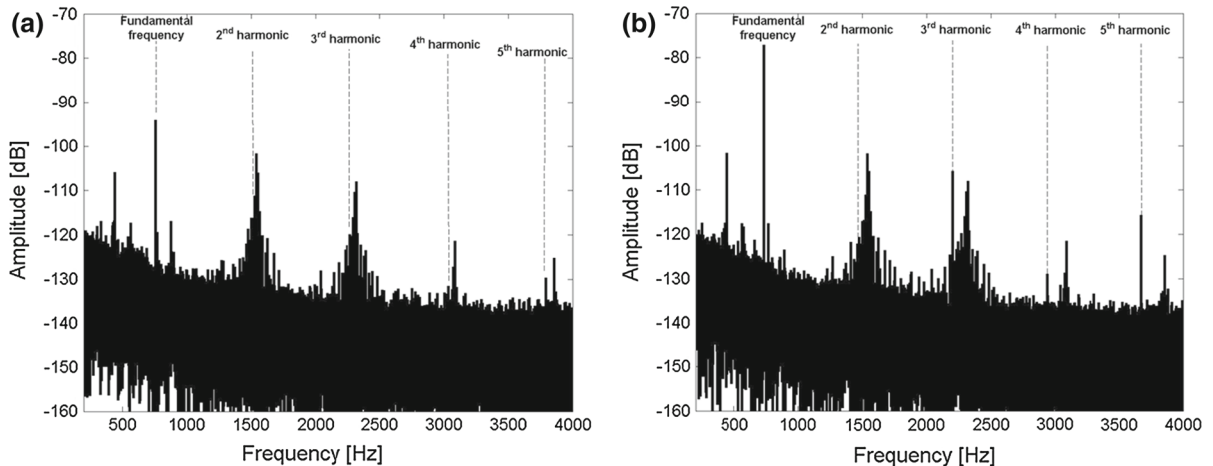 (a)
-70
-80
-90
-100
-110
-120
-130
-140
-150
-160
Amplitude [dB]
Fundamental
frequency
2nd harmonic
3rd harmonic
4th harmonic
5th harmonic
500
1000
1500
2000
2500
3000
3500
4000
Frequency [Hz]
(b)
-70
-80
-90
-100
-110
-120
-130
-140
-150
-160
Amplitude [dB]
Fundamental
frequency
2nd harmonic
3rd harmonic
4th harmonic
5th harmonic
500
1000
1500
2000
2500
3000
3500
4000
Frequency [Hz]